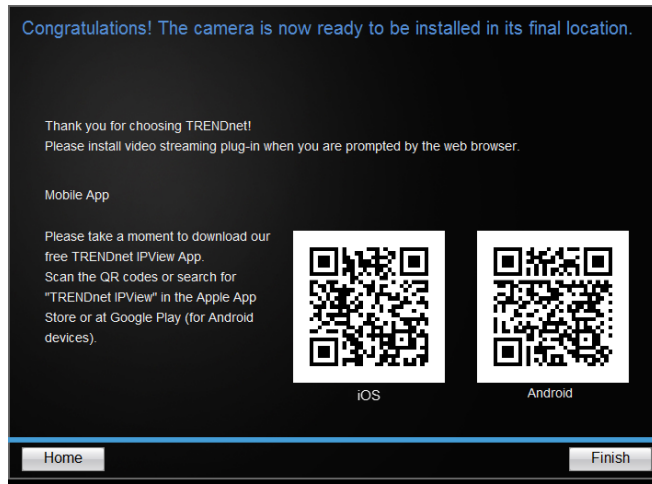 Congratulations! The camera is now ready to be installed in its final location.
Thank you for choosing TRENDnet!
Please install video streaming plug-in when you are prompted by the web browser.
Mobile App
Please take a moment to download our
free TRENDnet IPView App.
Scan the QR codes or search for
"TRENDnet IPView" in the Apple App
Store or at Google Play (for Android
devices).
iOS
Android
Home
Finish